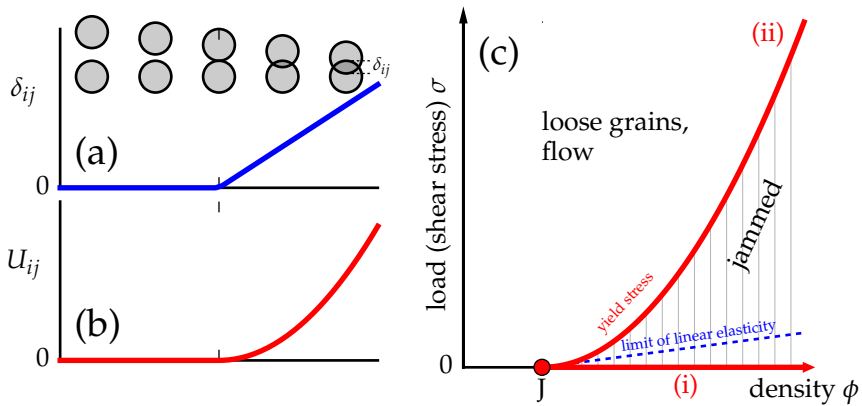 δij
δij
(a)
0
Uij
(b)
0
(c)
(ii)
load (shear stress) σ
loose grains,
flow
jammed
yield stress
limit of linear elasticity
0
J
(i)
density ϕ